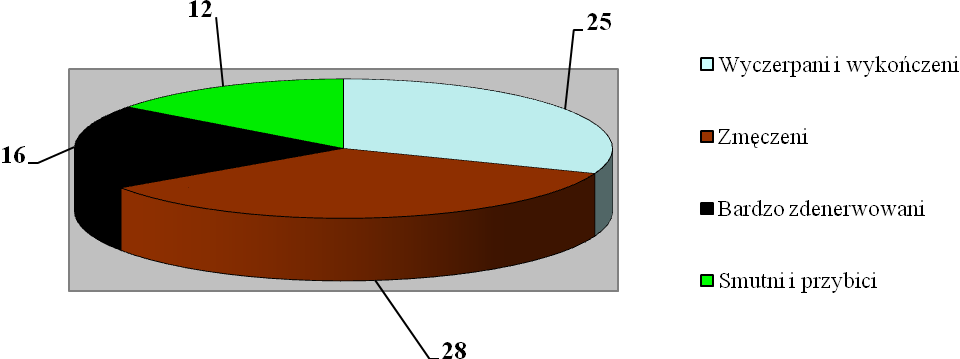 12
25
16
28
Wyczerpani i wykończeni
Zmęczeni
Bardzo zdenerwowani
Smutni i przybici